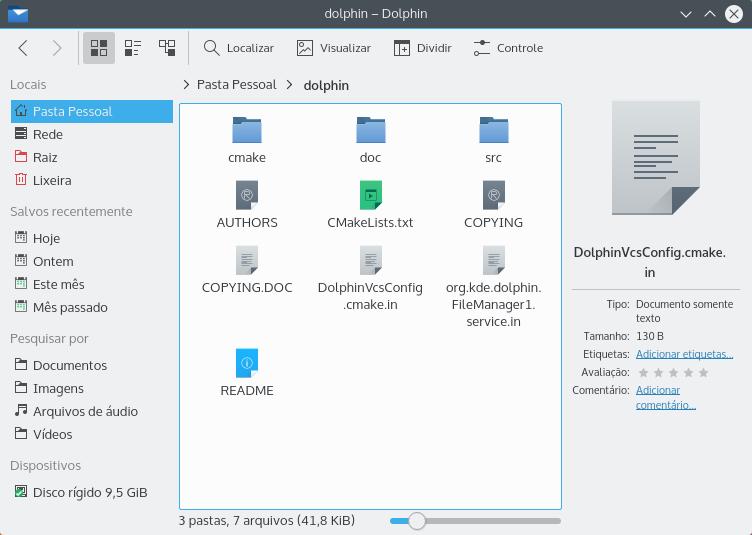 dolphin – Dolphin
Localizar
Visualizar
Dividir
Controle
Locais
Pasta Pessoal
Rede
Raiz
Lixeira
Salvos recentemente
Hoje
Ontem
Este mês
Mês passado
Pesquisar por
Documentos
Imagens
Arquivos de áudio
Vídeos
Dispositivos
Disco rígido 9,5 GiB
Pasta Pessoal
dolphin
cmake
doc
src
AUTHORS
CMakeLists.txt
COPYING
COPYING.DOC
DolphinVcsConfig
.cmake.in
org.kde.dolphin.
FileManager1.
service.in
README
3 pastas, 7 arquivos (41,8 KiB)
DolphinVcsConfig.cmake.
in
Tipo: Documento somente
texto
Tamanho: 130 B
Etiquetas: Adicionar etiquetas...
Avaliação:
Comentário: Adicionar
comentário...